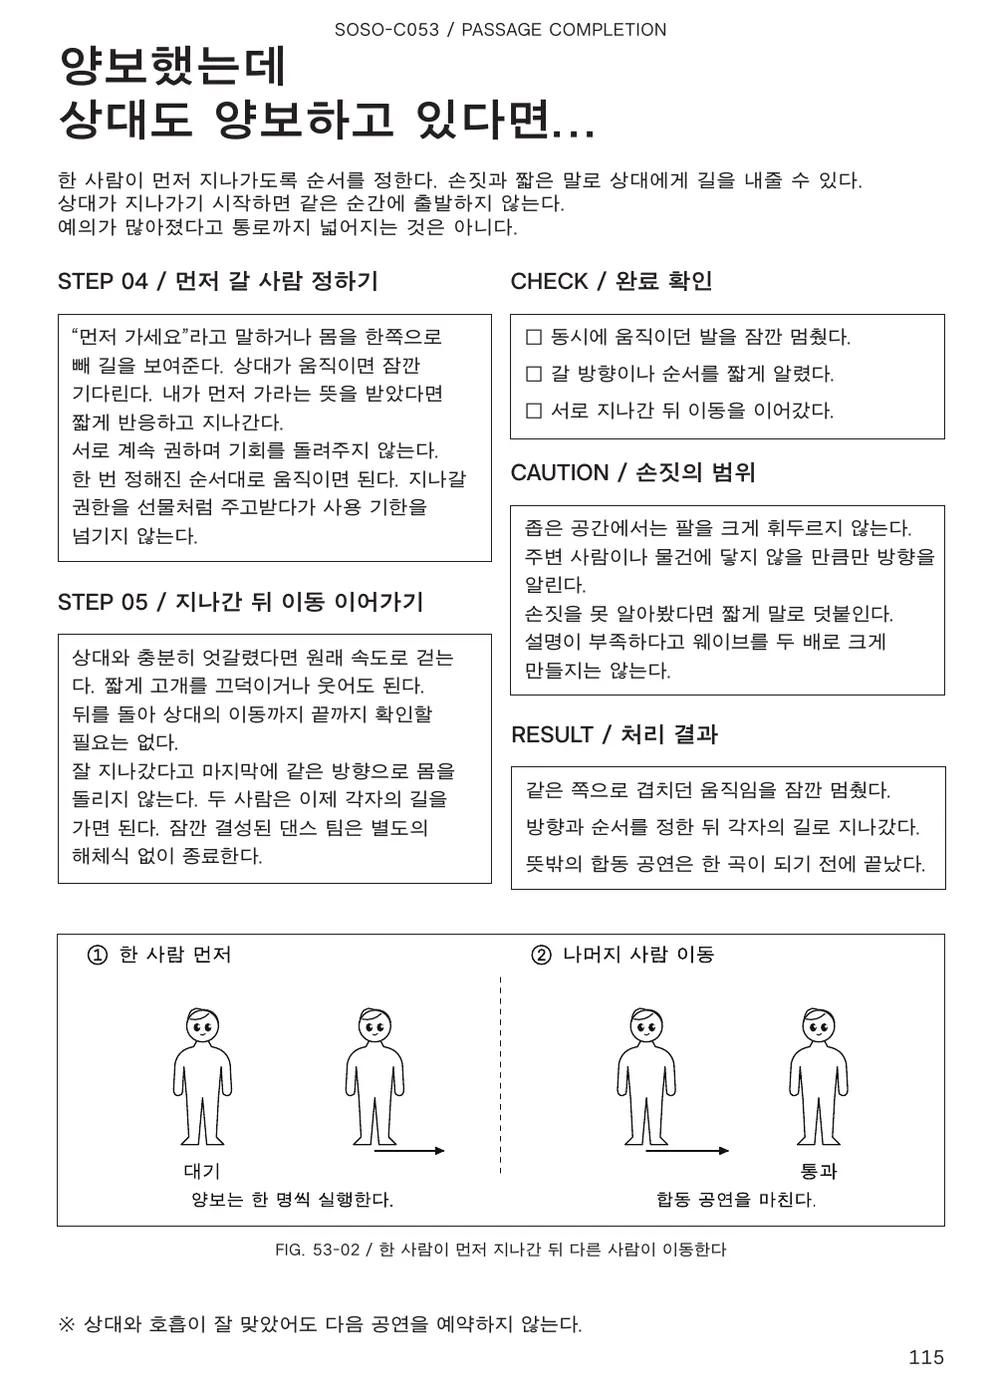 SOSO-C053 / PASSAGE COMPLETION
양보했는데
상대도 양보하고 있다면...
한 사람이 먼저 지나가도록 순서를 정한다. 손짓과 짧은 말로 상대에게 길을 내줄 수 있다.
상대가 지나가기 시작하면 같은 순간에 출발하지 않는다.
예의가 많아졌다고 통로까지 넓어지는 것은 아니다.
STEP 04 / 먼저 갈 사람 정하기
“먼저 가세요”라고 말하거나 몸을 한쪽으로
빼 길을 보여준다. 상대가 움직이면 잠깐
기다린다. 내가 먼저 가라는 뜻을 받았다면
짧게 반응하고 지나간다.
서로 계속 권하며 기회를 돌려주지 않는다.
한 번 정해진 순서대로 움직이면 된다. 지나갈
권한을 선물처럼 주고받다가 사용 기한을
넘기지 않는다.
STEP 05 / 지나간 뒤 이동 이어가기
상대와 충분히 엇갈렸다면 원래 속도로 걷는
다. 짧게 고개를 끄덕이거나 웃어도 된다.
뒤를 돌아 상대의 이동까지 끝까지 확인할
필요는 없다.
잘 지나갔다고 마지막에 같은 방향으로 몸을
돌리지 않는다. 두 사람은 이제 각자의 길을
가면 된다. 잠깐 결성된 댄스 팀은 별도의
해체식 없이 종료한다.
CHECK / 완료 확인
□ 동시에 움직이던 발을 잠깐 멈췄다.
□ 갈 방향이나 순서를 짧게 알렸다.
□ 서로 지나간 뒤 이동을 이어갔다.
CAUTION / 손짓의 범위
좁은 공간에서는 팔을 크게 휘두르지 않는다.
주변 사람이나 물건에 닿지 않을 만큼만 방향을
알린다.
손짓을 못 알아봤다면 짧게 말로 덧붙인다.
설명이 부족하다고 웨이브를 두 배로 크게
만들지는 않는다.
RESULT / 처리 결과
같은 쪽으로 겹치던 움직임을 잠깐 멈췄다.
방향과 순서를 정한 뒤 각자의 길로 지나갔다.
뜻밖의 합동 공연은 한 곡이 되기 전에 끝났다.
① 한 사람 먼저
대기
양보는 한 명씩 실행한다.
② 나머지 사람 이동
통과
합동 공연을 마친다.
FIG. 53-02 / 한 사람이 먼저 지나간 뒤 다른 사람이 이동한다
※ 상대와 호흡이 잘 맞았어도 다음 공연을 예약하지 않는다.
115